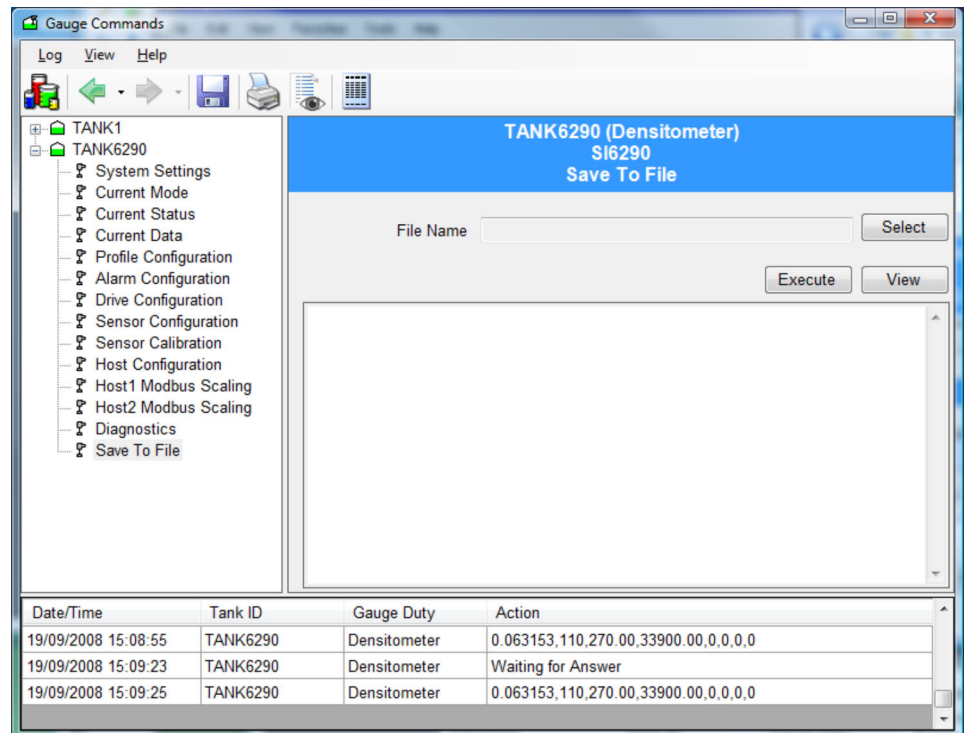 Gauge Commands
Log View Help
TANK1
TANK6290
System Settings
Current Mode
Current Status
Current Data
Profile Configuration
Alarm Configuration
Drive Configuration
Sensor Configuration
Sensor Calibration
Host Configuration
Host1 Modbus Scaling
Host2 Modbus Scaling
Diagnostics
Save To File
TANK6290 (Densitometer)
SI6290
Save To File
File Name Select
Execute View
Date/Time Tank ID Gauge Duty Action
19/09/2008 15:08:55 TANK6290 Densitometer 0.063153,110,270.00,33900.00,0,0,0,0
19/09/2008 15:09:23 TANK6290 Densitometer Waiting for Answer
19/09/2008 15:09:25 TANK6290 Densitometer 0.063153,110,270.00,33900.00,0,0,0,0